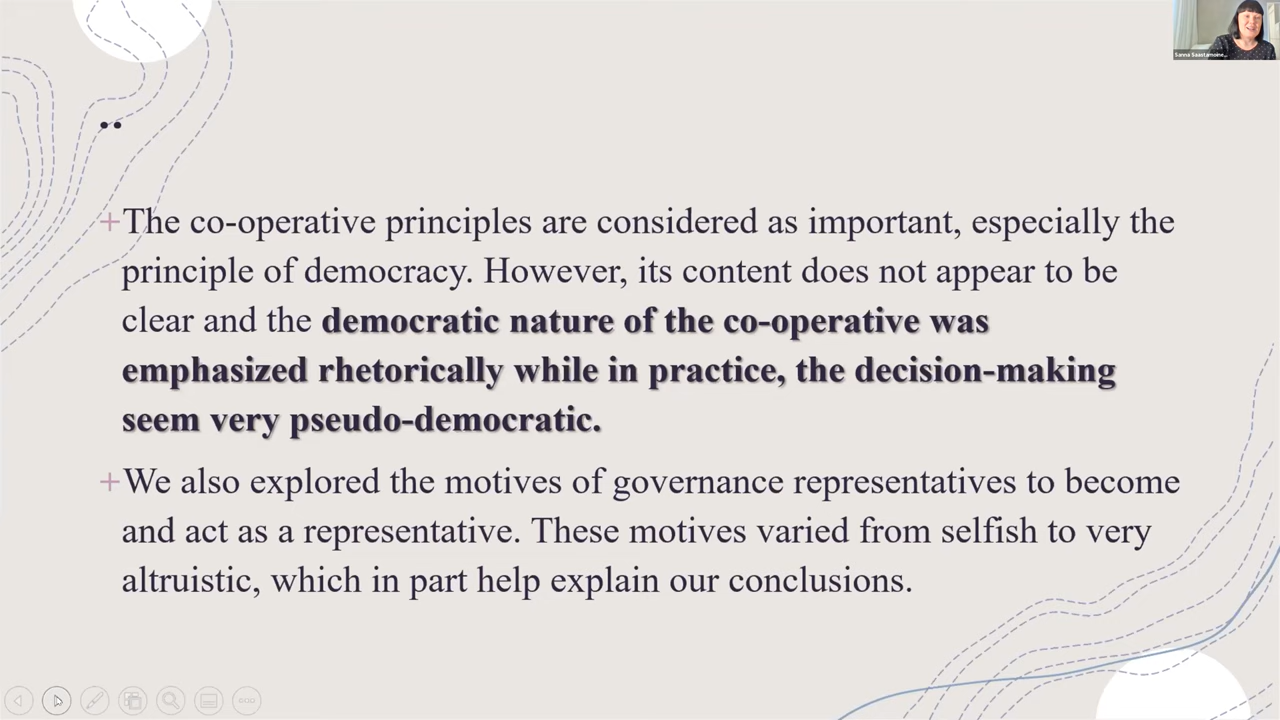 Sanna Saastamoine...
..
+The co-operative principles are considered as important, especially the
principle of democracy. However, its content does not appear to be
clear and the democratic nature of the co-operative was
emphasized rhetorically while in practice, the decision-making
seem very pseudo-democratic.
+We also explored the motives of governance representatives to become
and act as a representative. These motives varied from selfish to very
altruistic, which in part help explain our conclusions.